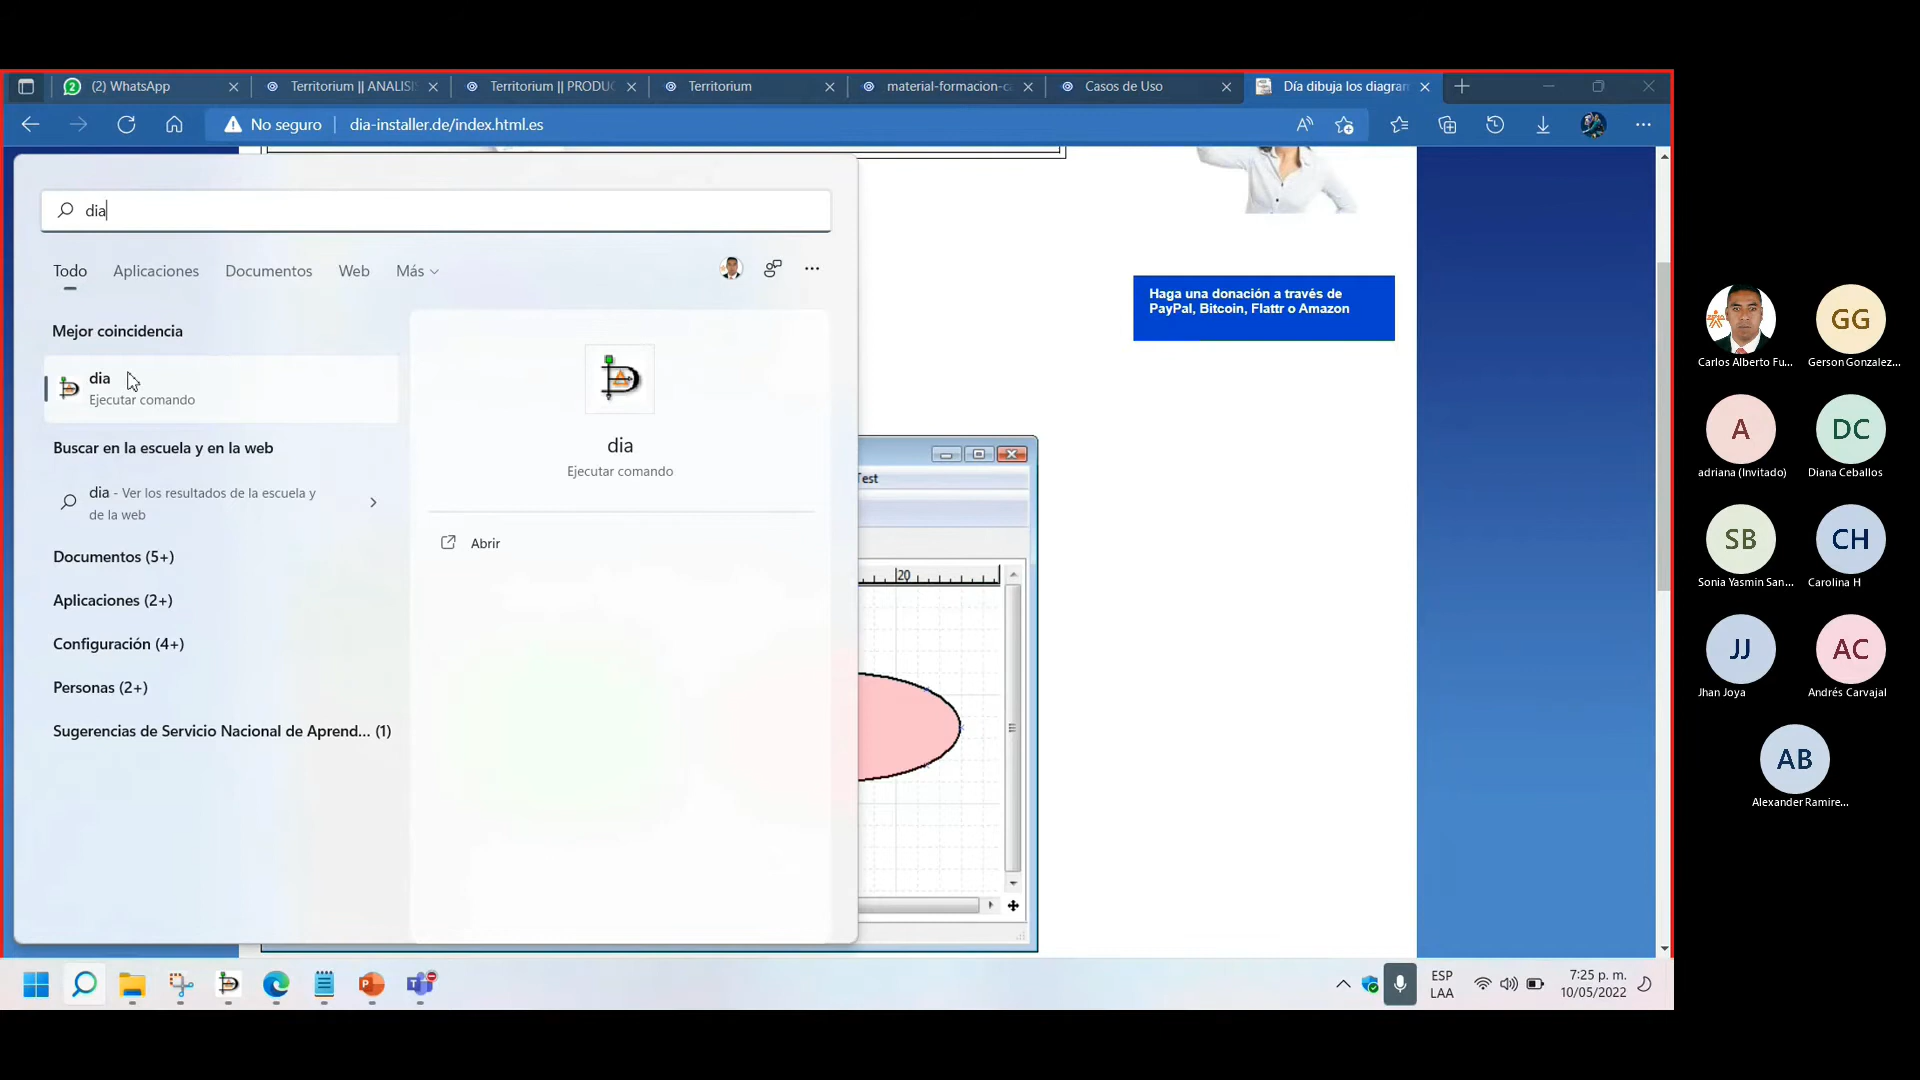 (2) WhatsApp
Territorium || ANALISI
Territorium || PRODUC
Territorium
material-formacion-c
Casos de Uso
Día dibuja los diagrar
No seguro
dia-installer.de/index.html.es
dia
Todo
Aplicaciones
Documentos
Web
Más
Mejor coincidencia
dia
Ejecutar comando
Buscar en la escuela y en la web
dia - Ver los resultados de la escuela y
de la web
Documentos (5+)
Aplicaciones (2+)
Configuración (4+)
Personas (2+)
Sugerencias de Servicio Nacional de Aprend... (1)
dia
Ejecutar comando
Abrir
Haga una donación a través de
PayPal, Bitcoin, Flattr o Amazon
Test
20
ESP
LAA
7:25 p. m.
10/05/2022
Carlos Alberto Fu...
GG
Gerson Gonzalez...
A
adriana (Invitado)
DC
Diana Ceballos
SB
Sonia Yasmin San...
CH
Carolina H
JJ
Jhan Joya
AC
Andrés Carvajal
AB
Alexander Ramire...